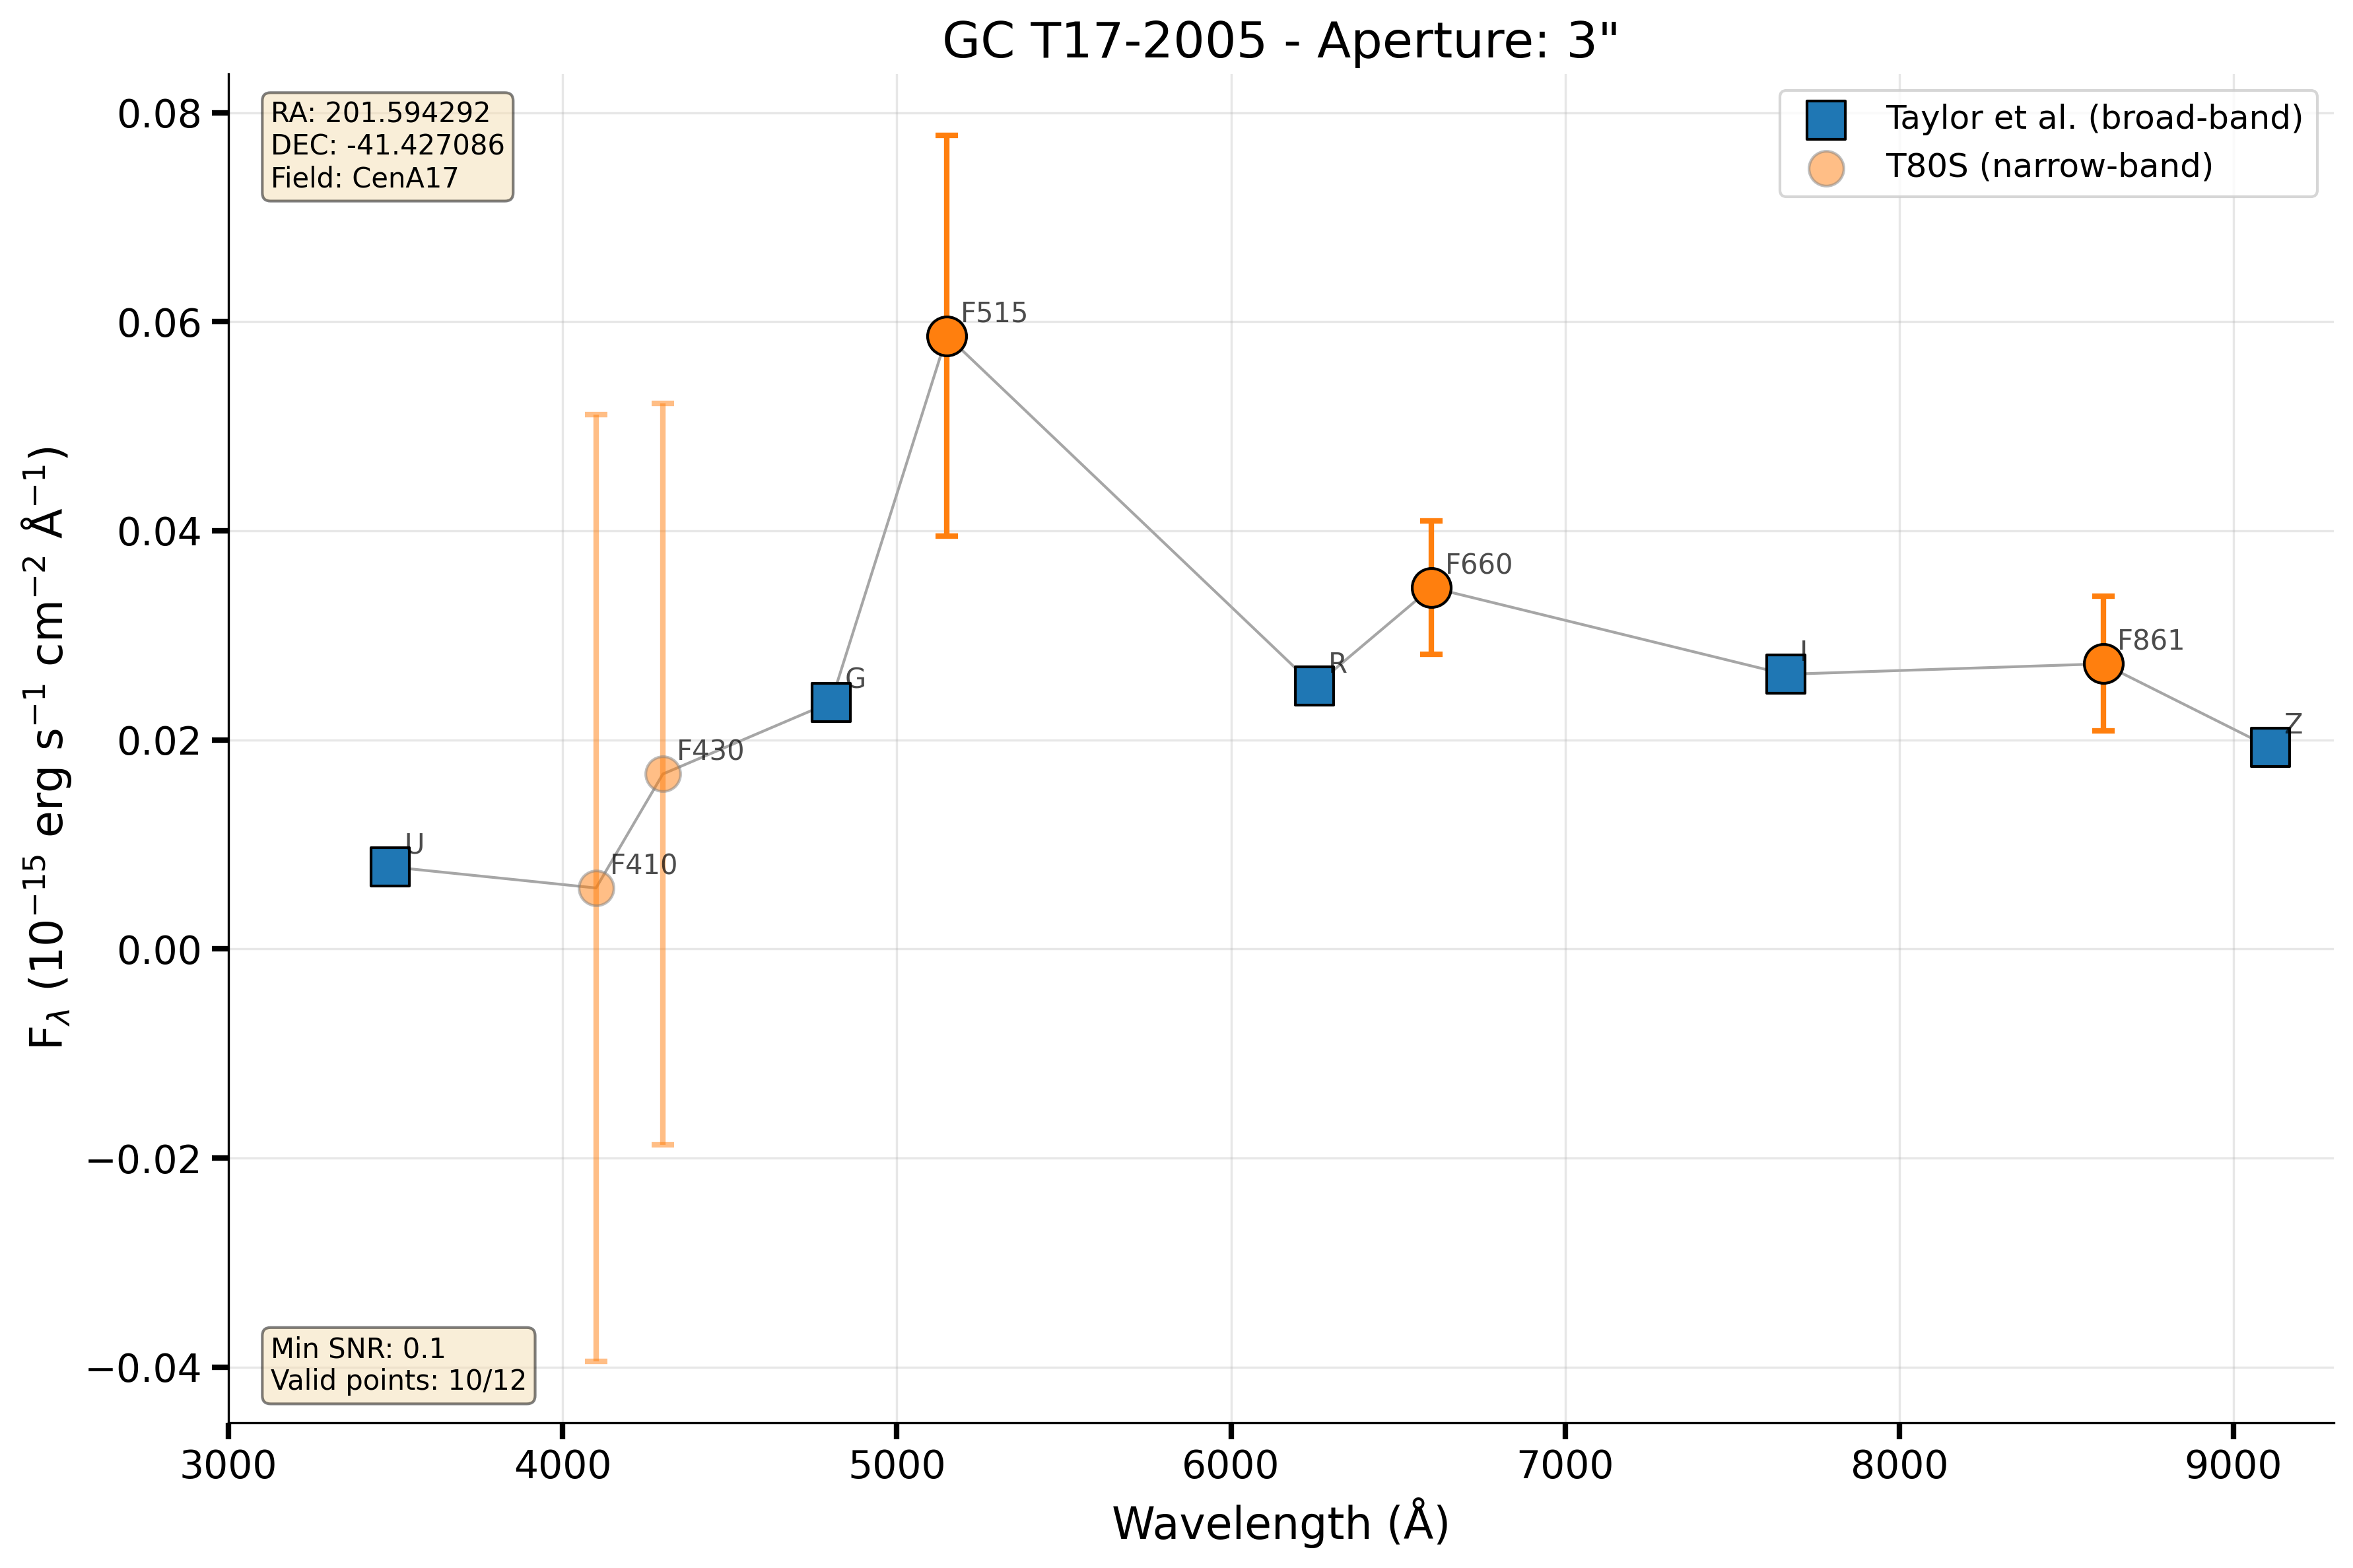 GC T17-2005 - Aperture: 3"
RA: 201.594292
DEC: -41.427086
Field: CenA17
Taylor et al. (broad-band)
T80S (narrow-band)
0.08
0.06
0.04
0.02
0.00
−0.02
−0.04
F515
F660
F861
F430
F410
U
G
R
I
Z
Min SNR: 0.1
Valid points: 10/12
3000 4000 5000 6000 7000 8000 9000
Wavelength (Å)
F_λ (10⁻¹⁵ erg s⁻¹ cm⁻² Å⁻¹)